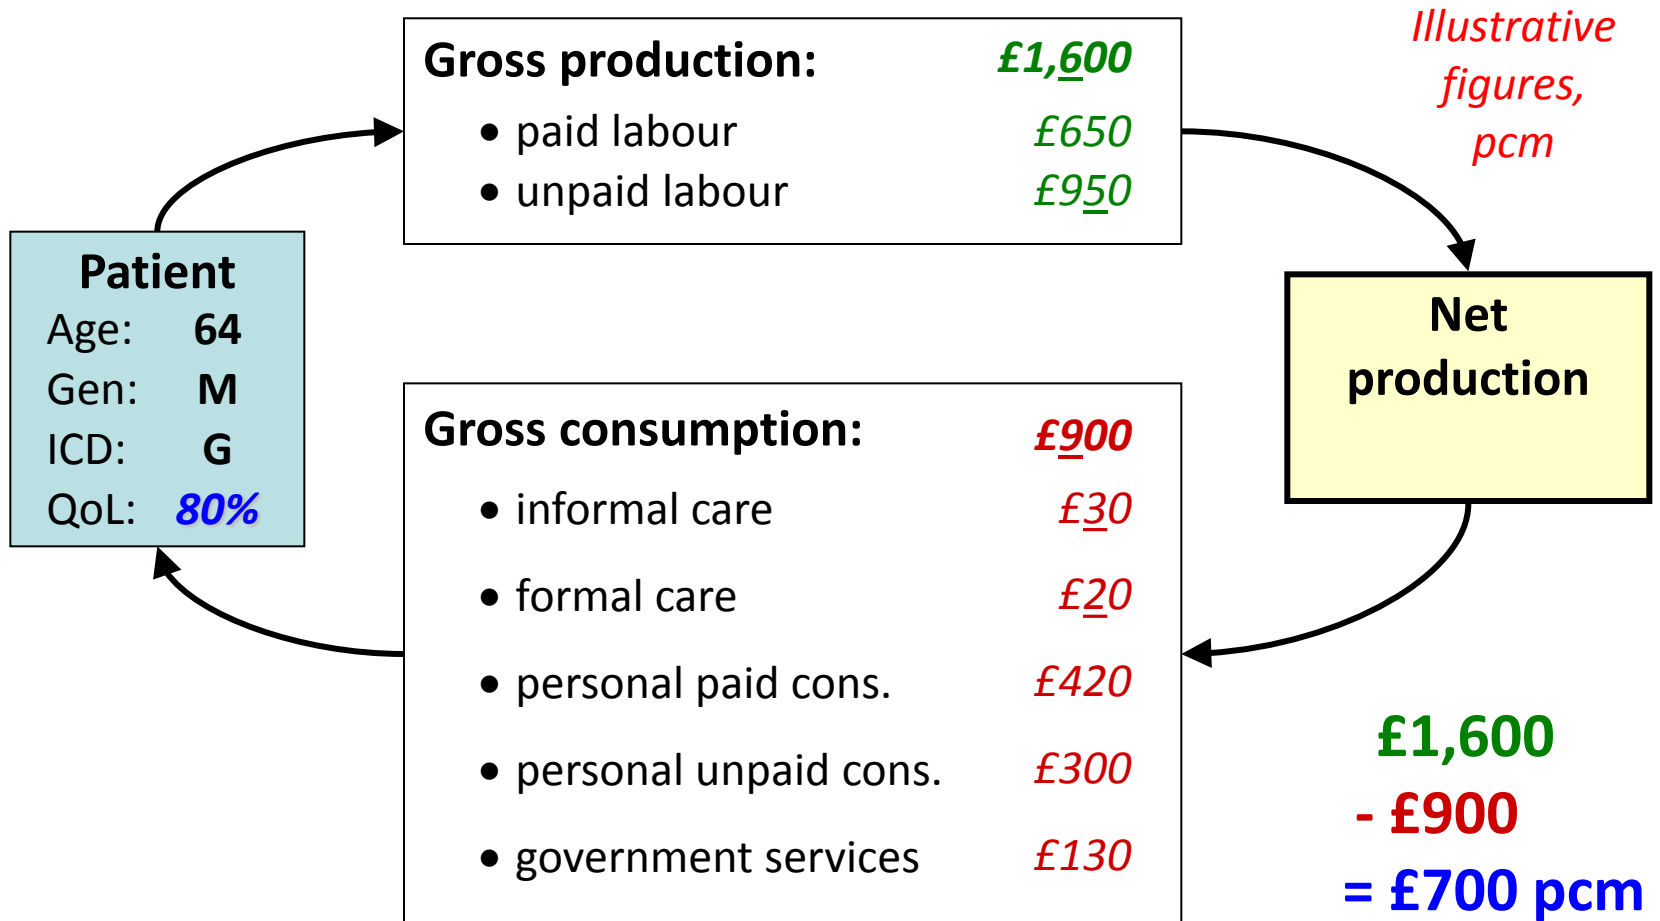 Illustrative
figures,
pcm
Gross production: £1,600
• paid labour £650
• unpaid labour £950
Patient
Age: 64
Gen: M
ICD: G
QoL: 80%
Net
production
Gross consumption: £900
• informal care £30
• formal care £20
• personal paid cons. £420
• personal unpaid cons. £300
• government services £130
£1,600
- £900
= £700 pcm